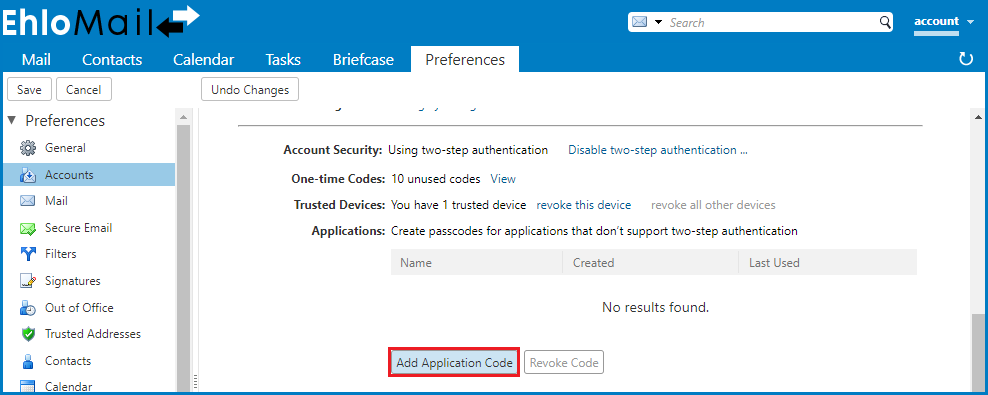 EhloMail
Search
account
Mail Contacts Calendar Tasks Briefcase Preferences
Save Cancel Undo Changes
Preferences
General
Accounts
Mail
Secure Email
Filters
Signatures
Out of Office
Trusted Addresses
Contacts
Calendar
Account Security: Using two-step authentication Disable two-step authentication ...
One-time Codes: 10 unused codes View
Trusted Devices: You have 1 trusted device revoke this device revoke all other devices
Applications: Create passcodes for applications that don't support two-step authentication
Name Created Last Used
No results found.
Add Application Code Revoke Code